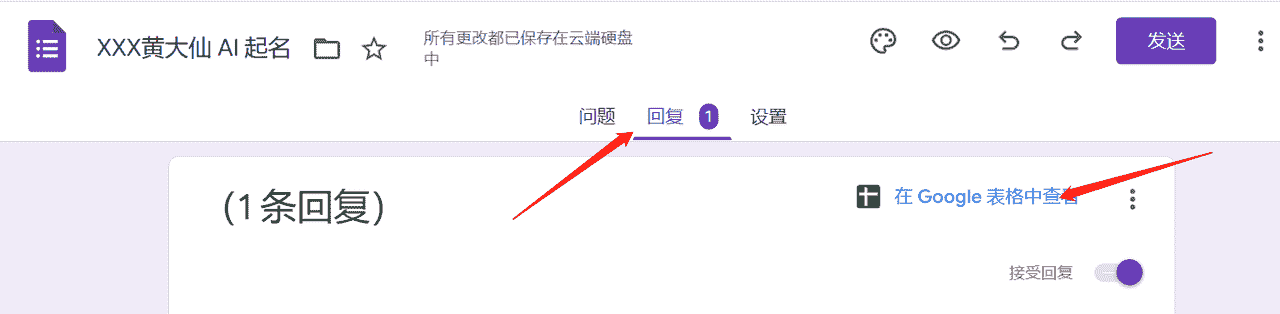 XXX黄大仙 AI 起名
所有更改都已保存在云端硬盘
中
发送
问题
回复 1
设置
(1 条回复)
在 Google 表格中查看
接受回复